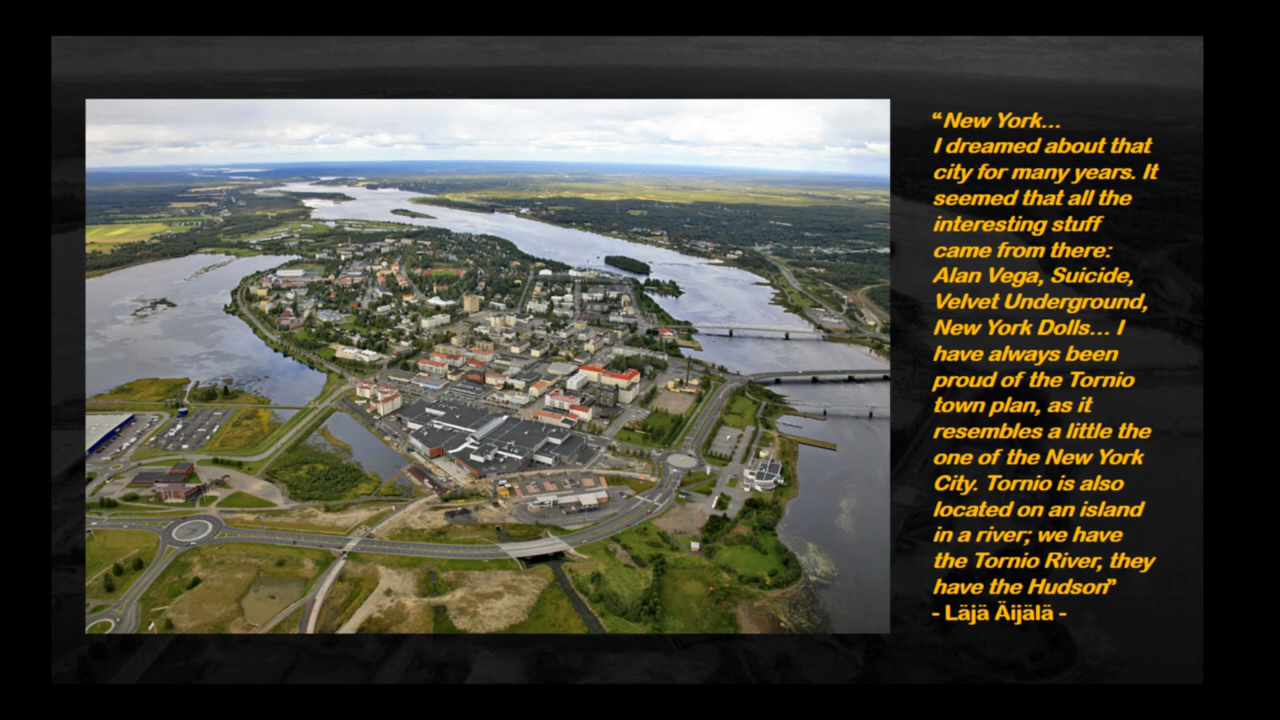 “New York…
I dreamed about that
city for many years. It
seemed that all the
interesting stuff
came from there:
Alan Vega, Suicide,
Velvet Underground,
New York Dolls… I
have always been
proud of the Tornio
town plan, as it
resembles a little the
one of the New York
City. Tornio is also
located on an island
in a river; we have
the Tornio River, they
have the Hudson”
- Läjä Äijälä -